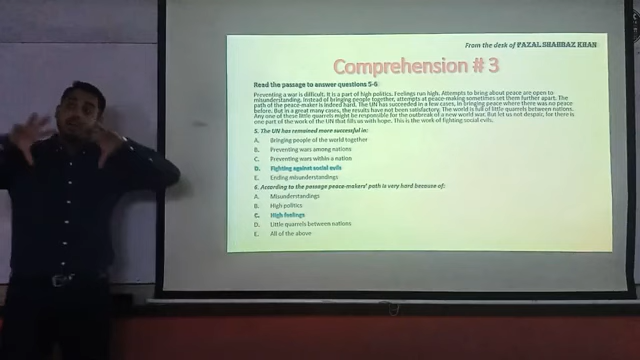 From the desk of FAZAL SHAHBAZ KHAN
Comprehension # 3
Read the passage to answer questions 5-6
Preventing a war is difficult. It is a part of high politics. Feelings run high. Attempts to bring about peace are open to
misunderstanding. Instead of bringing people together, attempts at peace-making sometimes set them further apart. The
path of the peace-maker is indeed hard. The UN has succeeded in a few cases, in bringing peace where there was no peace
before. But in a great many cases, the results have not been satisfactory. The world is full of little quarrels between nations.
Any one of these little quarrels might be responsible for the outbreak of a new world war. But let us not despair, for there is
one part of the work of the UN that fills us with hope. This is the work of fighting social evils.
5. The UN has remained more successful in:
A. Bringing people of the world together
B. Preventing wars among nations
C. Preventing wars within a nation
D. Fighting against social evils
E. Ending misunderstandings
6. According to the passage peace-makers' path is very hard because of:
A. Misunderstandings
B. High politics
C. High feelings
D. Little quarrels between nations
E. All of the above